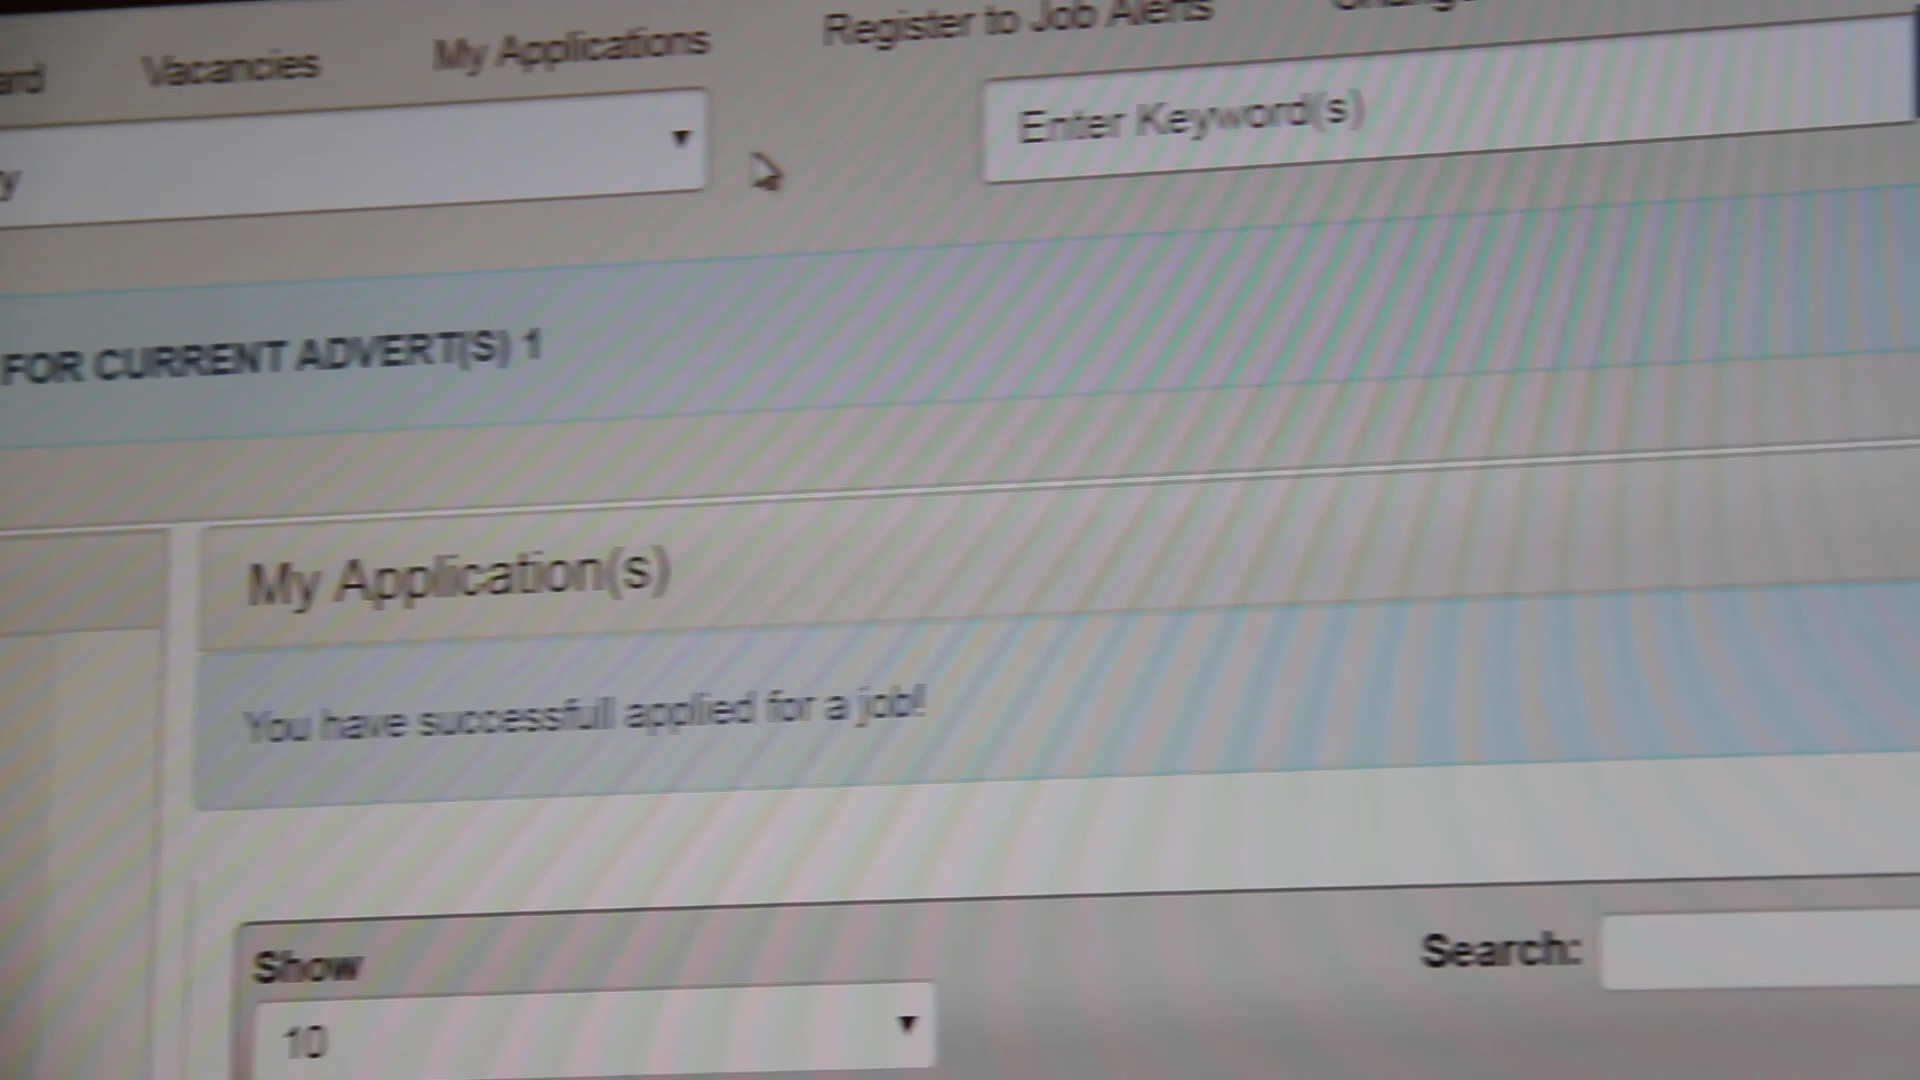 Vacancies My Applications Register to Job Alerts
Enter Keyword(s)
FOR CURRENT ADVERT(S) 1
My Application(s)
You have successfull applied for a job!
Show
Search:
10